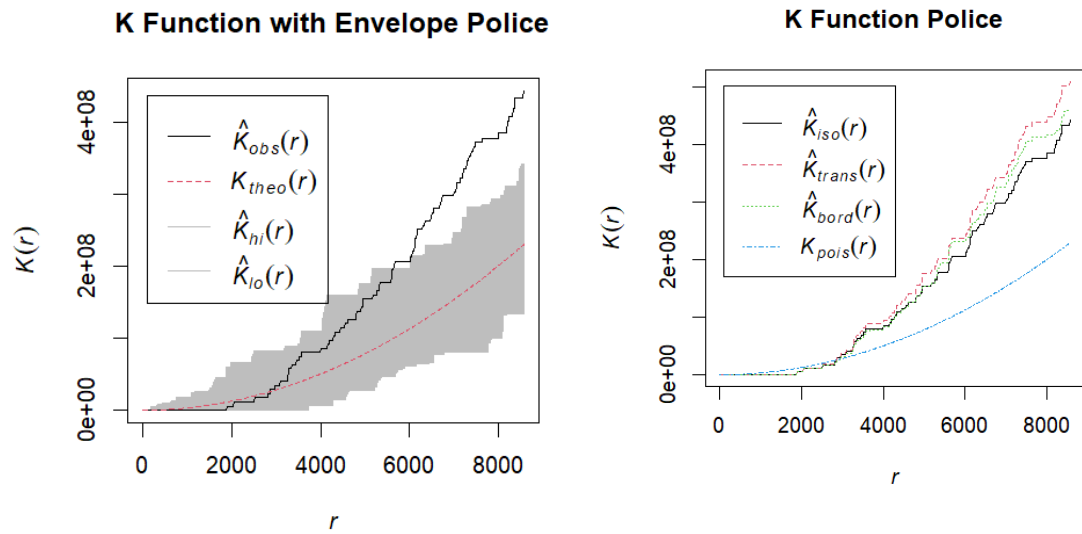 K Function with Envelope Police
K̂obs(r)
Ktheo(r)
K̂hi(r)
K̂lo(r)
K(r)
0e+00 2e+08 4e+08
0 2000 4000 6000 8000
r
K Function Police
K̂iso(r)
K̂trans(r)
K̂bord(r)
Kpois(r)
K(r)
0e+00 2e+08 4e+08
0 2000 4000 6000 8000
r